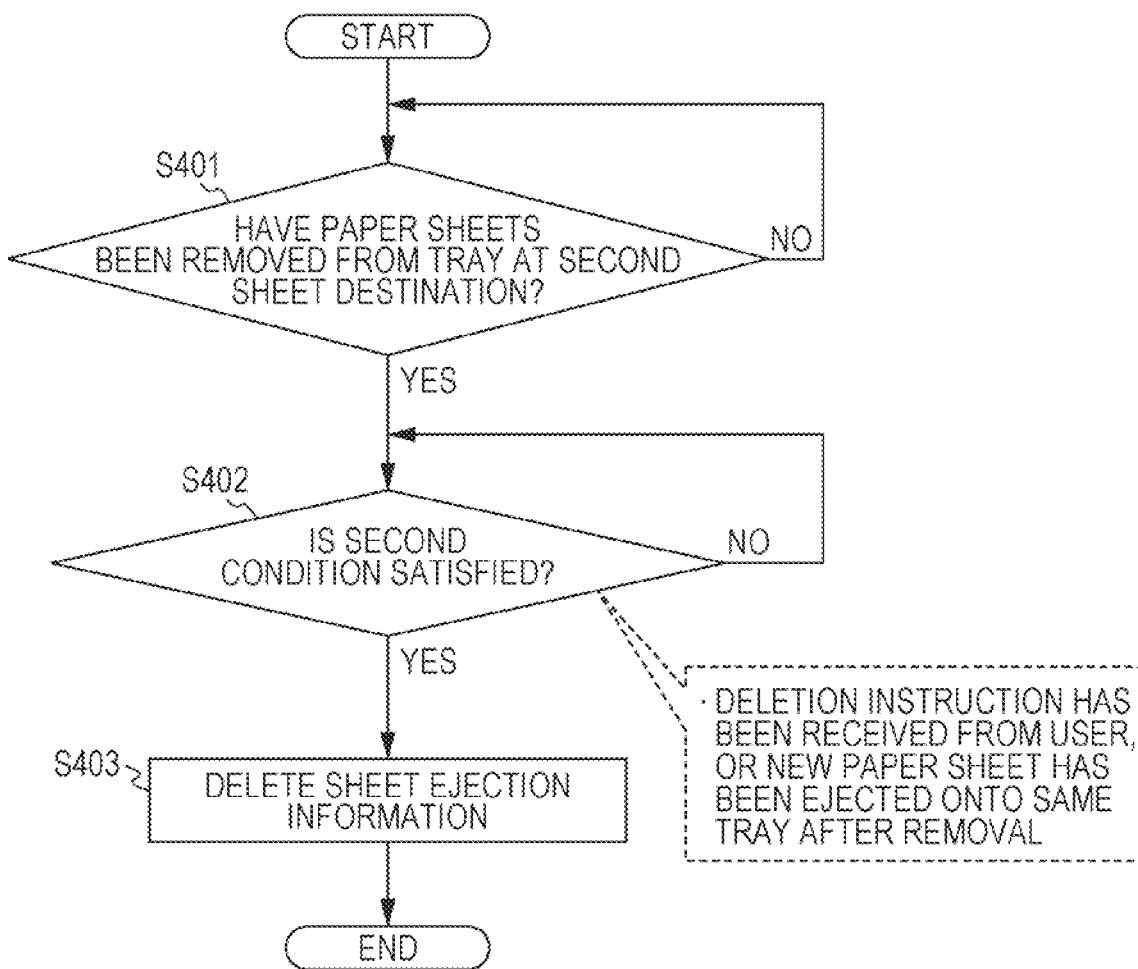 START
S401
HAVE PAPER SHEETS
BEEN REMOVED FROM TRAY AT SECOND
SHEET DESTINATION?
NO
YES
S402
IS SECOND
CONDITION SATISFIED?
NO
YES
· DELETION INSTRUCTION HAS
BEEN RECEIVED FROM USER,
OR NEW PAPER SHEET HAS
BEEN EJECTED ONTO SAME
TRAY AFTER REMOVAL
S403
DELETE SHEET EJECTION
INFORMATION
END